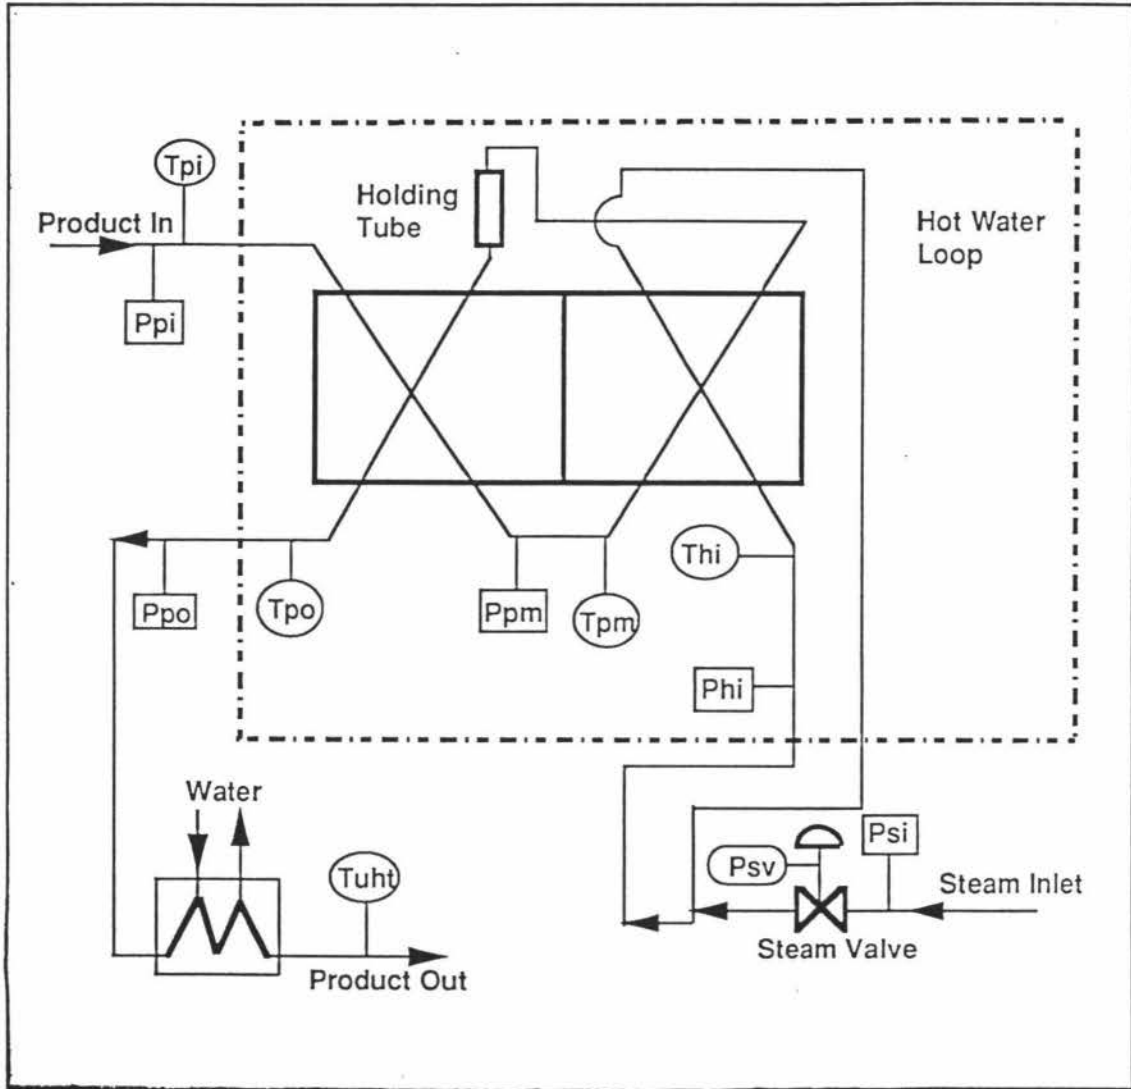 Tpi
Product In
Ppi
Holding
Tube
Hot Water
Loop
Thi
Ppo
Tpo
Ppm
Tpm
Phi
Water
Tuht
Product Out
Psv
Psi
Steam Inlet
Steam Valve